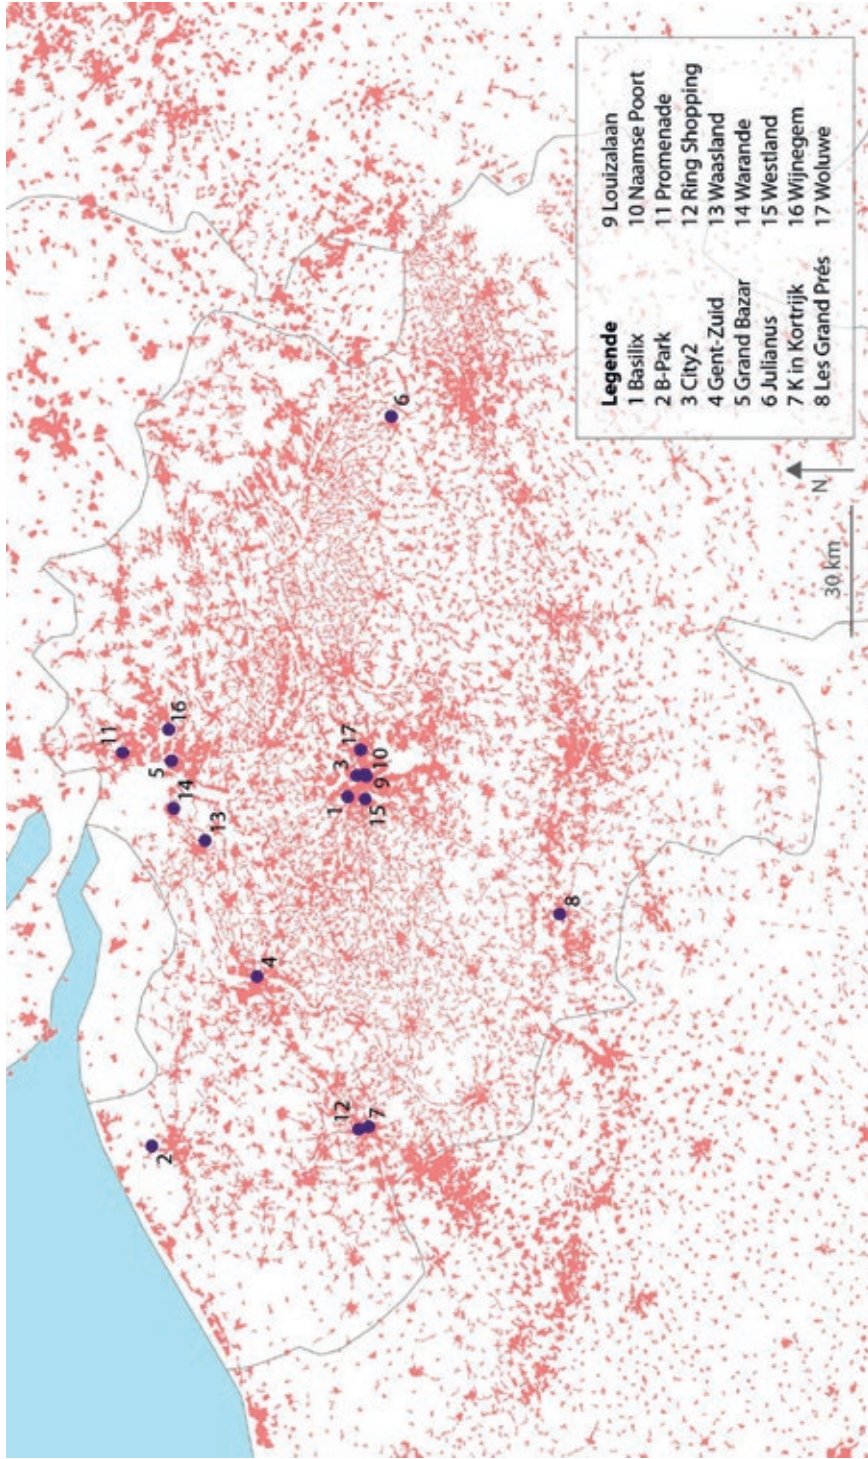 11
5
2
16
14
13
4
1
12
3
17
7
15
9
10
6
8
Legende
1 Basilix
2 B-Park
3 City2
4 Gent-Zuid
5 Grand Bazar
6 Julianus
7 K in Kortrijk
8 Les Grand Prés
9 Louizalaan
10 Naamse Poort
11 Promenade
12 Ring Shopping
13 Waasland
14 Warande
15 Westland
16 Wijnegem
17 Woluwe
N
30 km